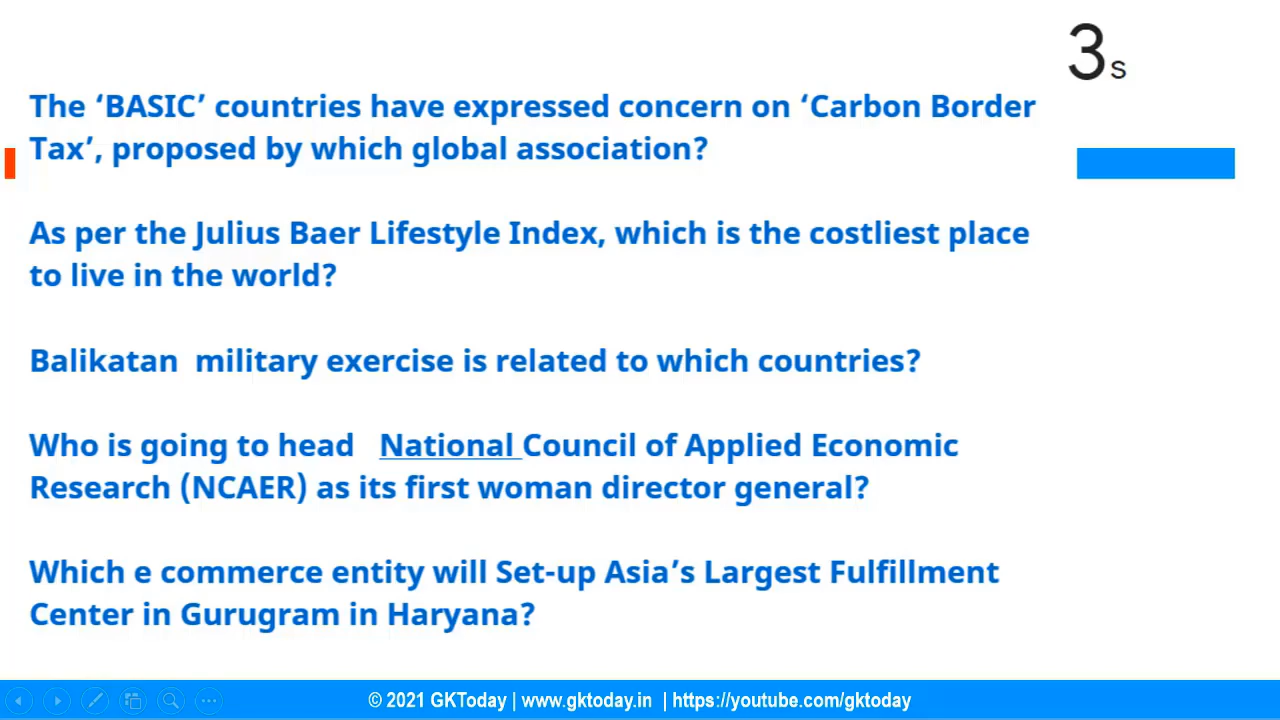 3s
The ‘BASIC’ countries have expressed concern on ‘Carbon Border
Tax’, proposed by which global association?
As per the Julius Baer Lifestyle Index, which is the costliest place
to live in the world?
Balikatan  military exercise is related to which countries?
Who is going to head   National Council of Applied Economic
Research (NCAER) as its first woman director general?
Which e commerce entity will Set-up Asia’s Largest Fulfillment
Center in Gurugram in Haryana?
© 2021 GKToday | www.gktoday.in  | https://youtube.com/gktoday